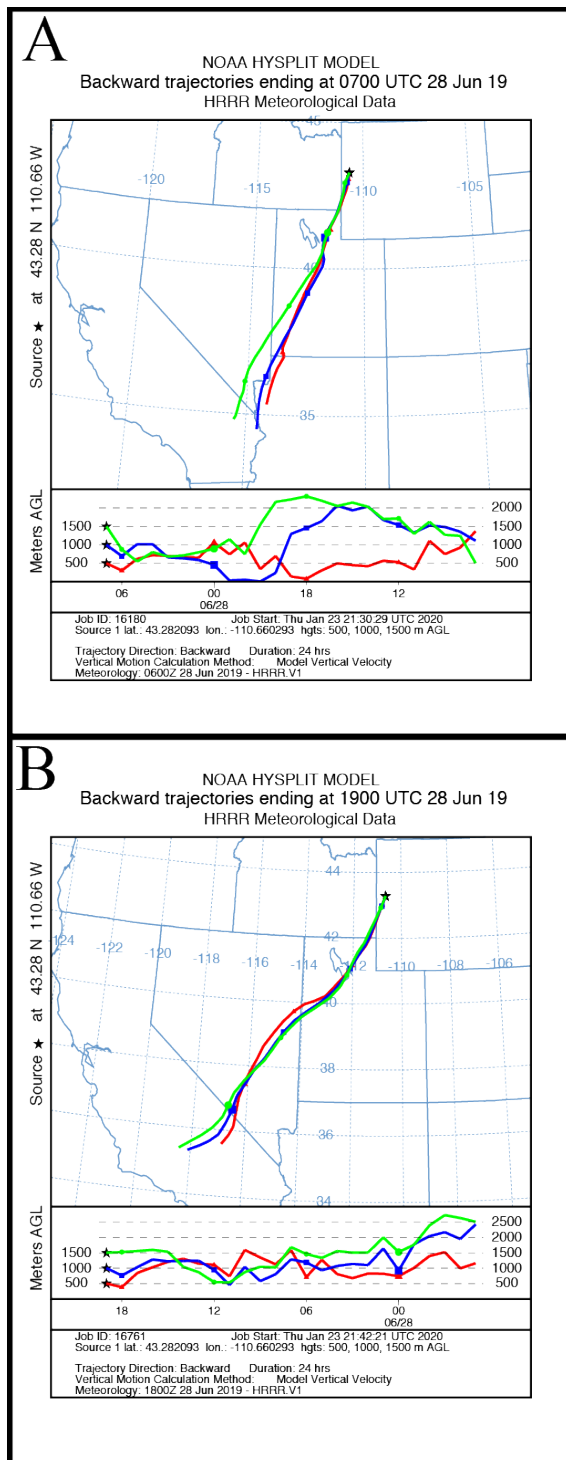 A
NOAA HYSPLIT MODEL
Backward trajectories ending at 0700 UTC 28 Jun 19
HRRR Meteorological Data
Source ★ at 43.28 N 110.66 W
45
-120
-115
-110
-105
40
35
Meters AGL
1500
1000
500
2000
1500
1000
500
06 00 18 12
06/28
Job ID: 16180 Job Start: Thu Jan 23 21:30:29 UTC 2020
Source 1 lat.: 43.282093 lon.: -110.660293 hgts: 500, 1000, 1500 m AGL
Trajectory Direction: Backward Duration: 24 hrs
Vertical Motion Calculation Method: Model Vertical Velocity
Meteorology: 0600Z 28 Jun 2019 - HRRR.V1
B
NOAA HYSPLIT MODEL
Backward trajectories ending at 1900 UTC 28 Jun 19
HRRR Meteorological Data
Source ★ at 43.28 N 110.66 W
44
42
-124 -122 -120 -118 -116 -114 -112 -110 -108 -106
40
38
36
34
Meters AGL
1500
1000
500
2500
2000
1500
1000
500
18 12 06 00
06/28
Job ID: 16761 Job Start: Thu Jan 23 21:42:21 UTC 2020
Source 1 lat.: 43.282093 lon.: -110.660293 hgts: 500, 1000, 1500 m AGL
Trajectory Direction: Backward Duration: 24 hrs
Vertical Motion Calculation Method: Model Vertical Velocity
Meteorology: 1800Z 28 Jun 2019 - HRRR.V1